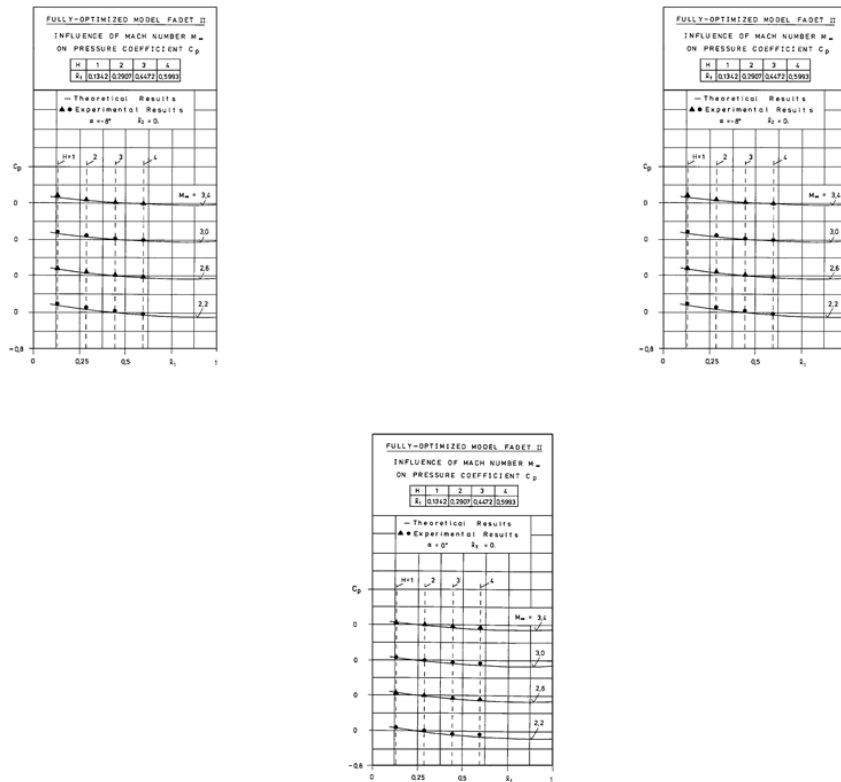 FULLY-OPTIMIZED MODEL FADET II
INFLUENCE OF MACH NUMBER M∞
ON PRESSURE COEFFICIENT Cp
H 1 2 3 4
x̃₁ 0,1342 0,2907 0,4472 0,5993
— Theoretical Results
▲ ● Experimental Results
α = -8° x̃₂ = 0.
H=1 2 3 4
Cp
M∞ = 3,4
0
3,0
0
2,6
0
2,2
0
-0,6
0 0,25 0,5 x̃₁ 1
FULLY-OPTIMIZED MODEL FADET II
INFLUENCE OF MACH NUMBER M∞
ON PRESSURE COEFFICIENT Cp
H 1 2 3 4
x̃₁ 0,1342 0,2907 0,4472 0,5993
— Theoretical Results
▲ ● Experimental Results
α = -8° x̃₂ = 0.
H=1 2 3 4
Cp
M∞ = 3,4
0
3,0
0
2,6
0
2,2
0
-0,6
0 0,25 0,5 x̃₁
FULLY-OPTIMIZED MODEL FADET II
INFLUENCE OF MACH NUMBER M∞
ON PRESSURE COEFFICIENT Cp
H 1 2 3 4
x̃₁ 0,1342 0,2907 0,4472 0,5993
— Theoretical Results
▲ ● Experimental Results
α = 0° x̃₂ = 0.
H=1 2 3 4
Cp
M∞ = 3,4
0
3,0
0
2,6
0
2,2
0
-0,6
0 0,25 0,5 x̃₁ 1